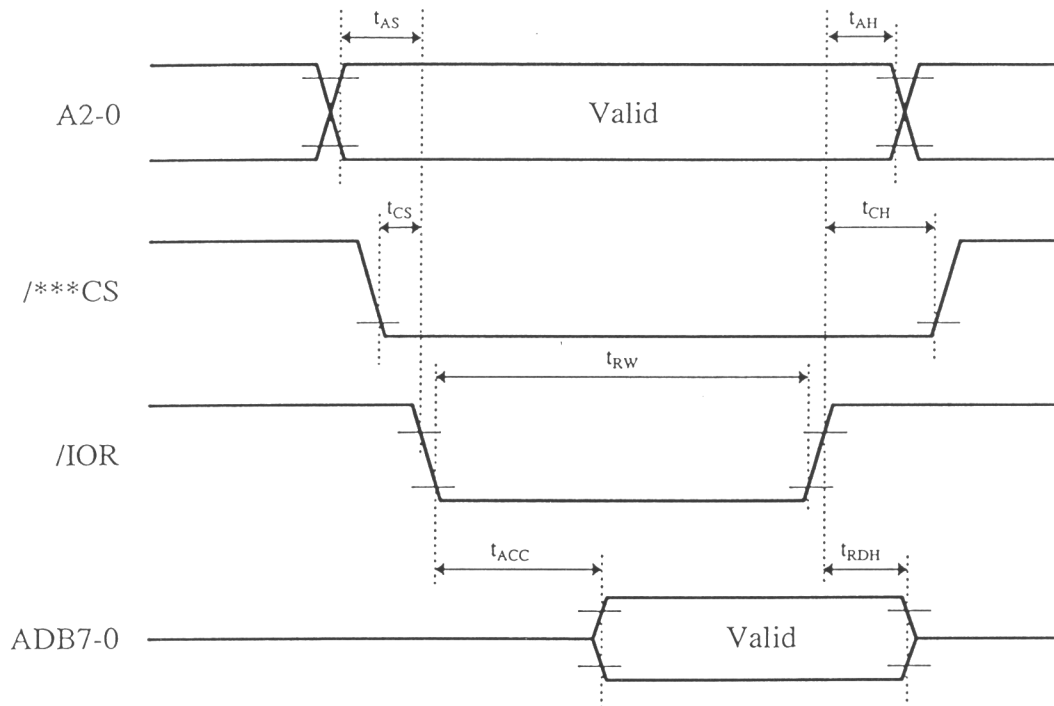 tAS
tAH
A2-0
Valid
tCS
tCH
/***CS
tRW
/IOR
tACC
tRDH
ADB7-0
Valid